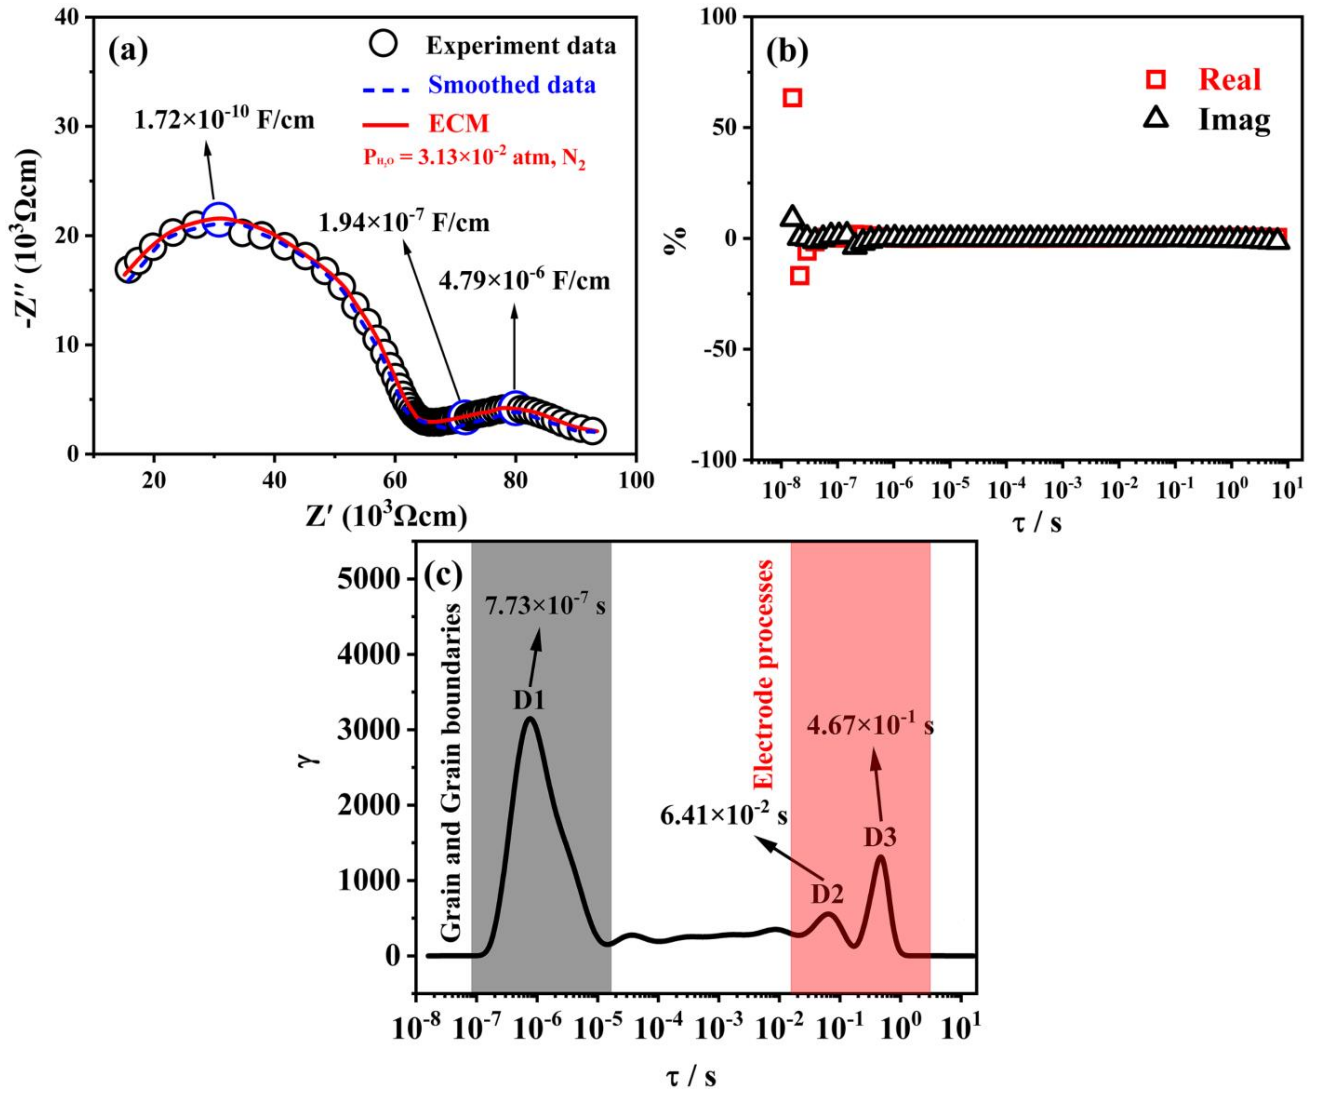 (a)
Experiment data
Smoothed data
ECM
P_H₂O = 3.13×10⁻² atm, N₂
1.72×10⁻¹⁰ F/cm
1.94×10⁻⁷ F/cm
4.79×10⁻⁶ F/cm
40
30
20
10
0
-Z″ (10³Ωcm)
20 40 60 80 100
Z′ (10³Ωcm)
(b)
Real
Imag
100
50
0
-50
-100
%
10⁻⁸ 10⁻⁷ 10⁻⁶ 10⁻⁵ 10⁻⁴ 10⁻³ 10⁻² 10⁻¹ 10⁰ 10¹
τ / s
(c)
Grain and Grain boundaries
Electrode processes
7.73×10⁻⁷ s
D1
6.41×10⁻² s
D2
4.67×10⁻¹ s
D3
5000
4000
3000
2000
1000
0
γ
10⁻⁸ 10⁻⁷ 10⁻⁶ 10⁻⁵ 10⁻⁴ 10⁻³ 10⁻² 10⁻¹ 10⁰ 10¹
τ / s